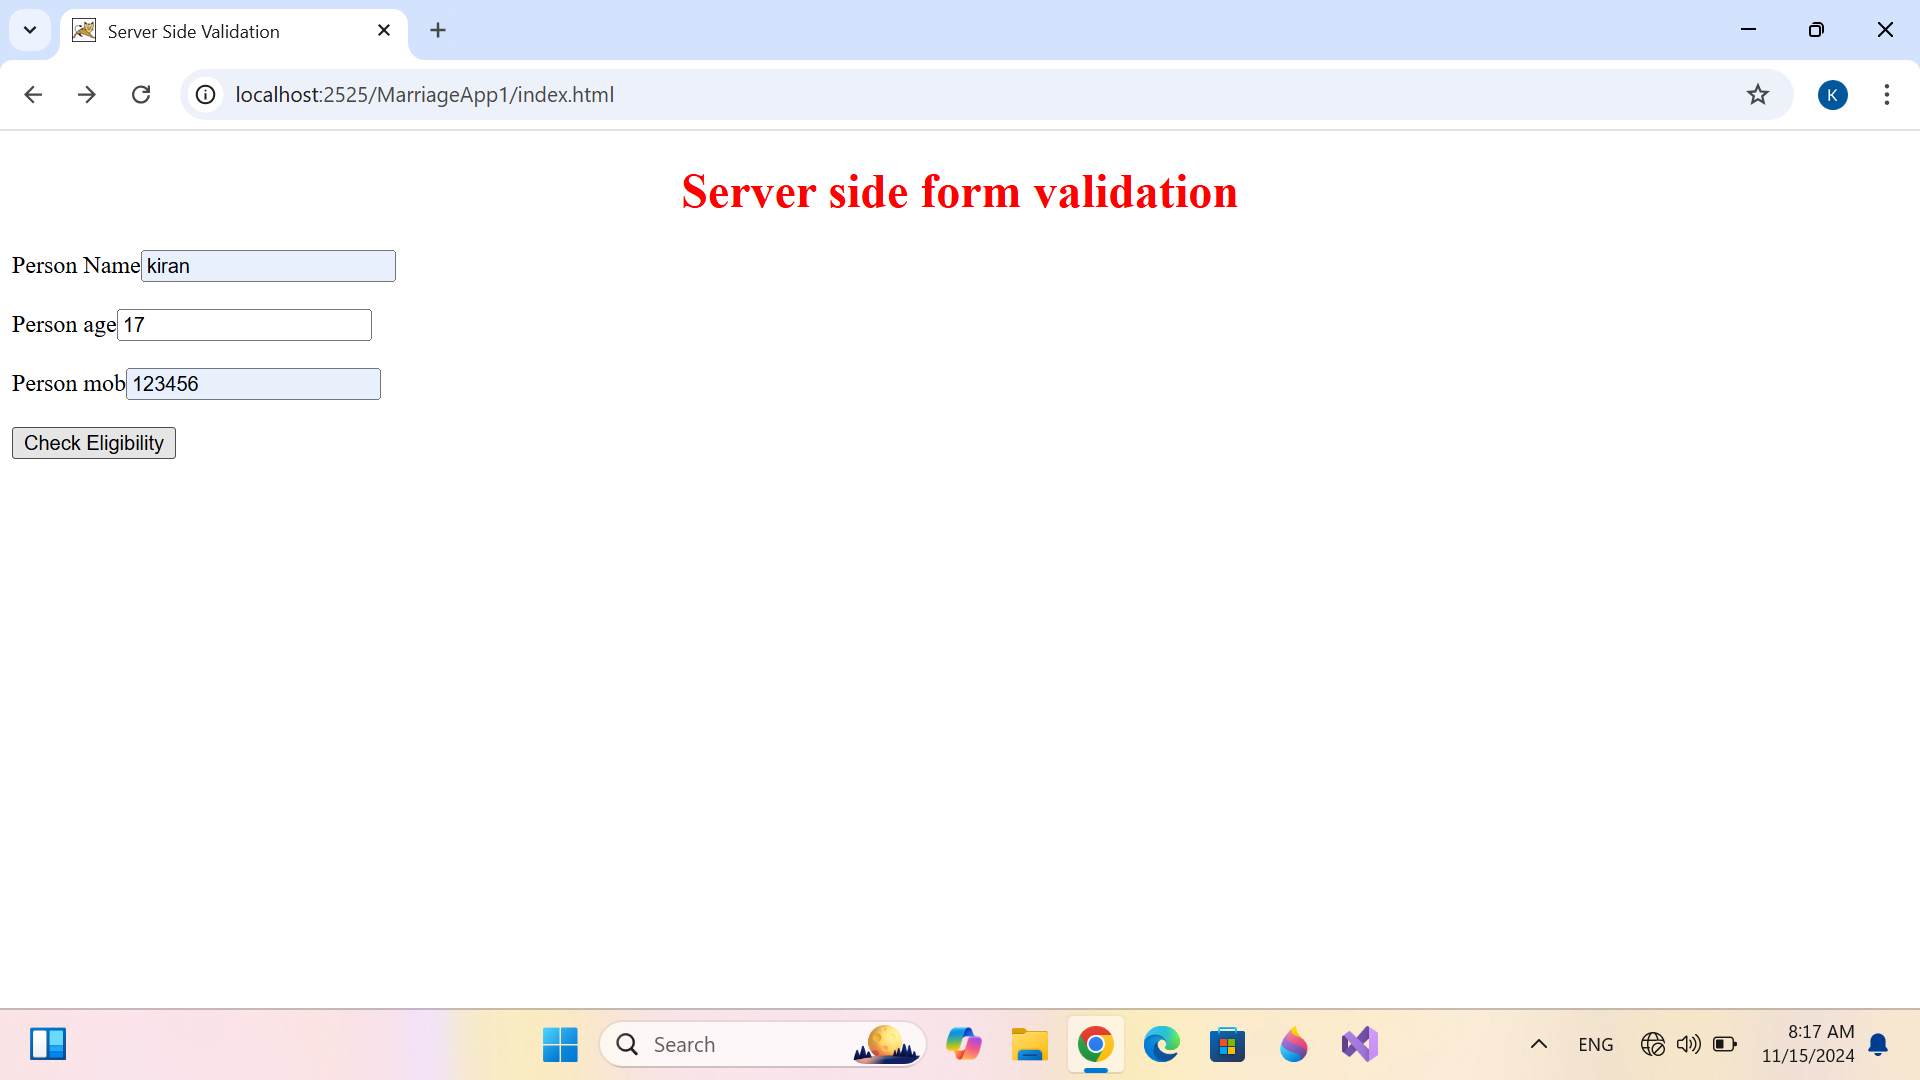 Server Side Validation
localhost:2525/MarriageApp1/index.html
K
Server side form validation
Person Name kiran
Person age 17
Person mob 123456
Check Eligibility
Search
ENG
8:17 AM
11/15/2024